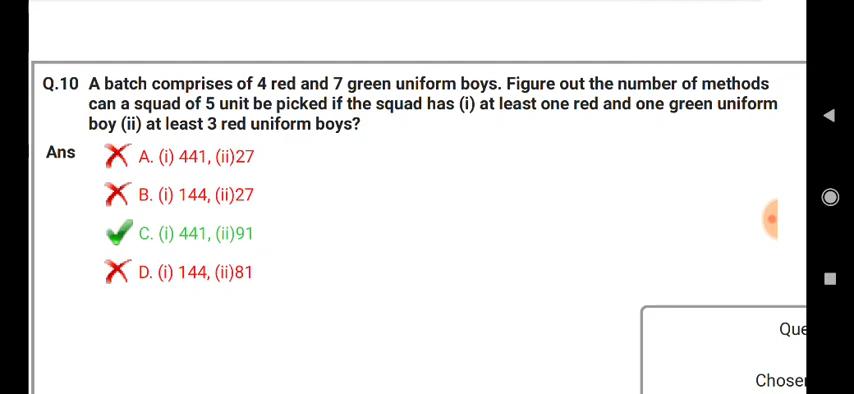 Q.10 A batch comprises of 4 red and 7 green uniform boys. Figure out the number of methods
can a squad of 5 unit be picked if the squad has (i) at least one red and one green uniform
boy (ii) at least 3 red uniform boys?
Ans A. (i) 441, (ii)27
B. (i) 144, (ii)27
C. (i) 441, (ii)91
D. (i) 144, (ii)81
Que
Chose